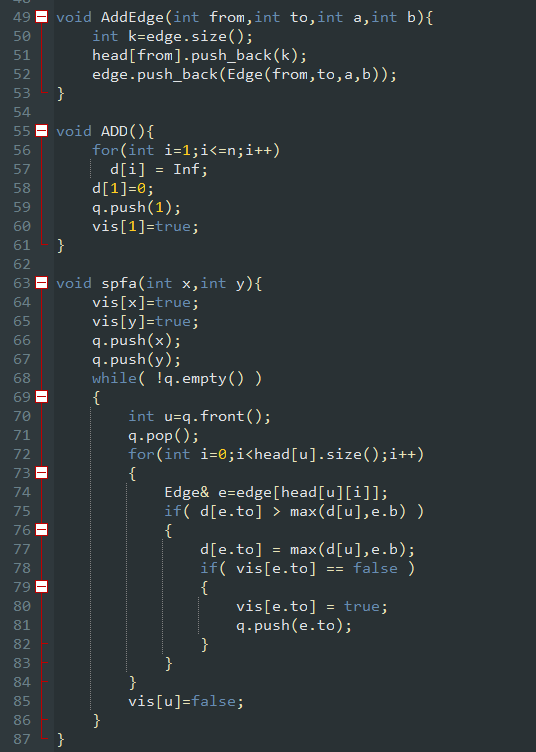 49 void AddEdge(int from,int to,int a,int b){
50     int k=edge.size();
51     head[from].push_back(k);
52     edge.push_back(Edge(from,to,a,b));
53 }
54
55 void ADD(){
56     for(int i=1;i<=n;i++)
57       d[i] = Inf;
58     d[1]=0;
59     q.push(1);
60     vis[1]=true;
61 }
62
63 void spfa(int x,int y){
64     vis[x]=true;
65     vis[y]=true;
66     q.push(x);
67     q.push(y);
68     while( !q.empty() )
69     {
70         int u=q.front();
71         q.pop();
72         for(int i=0;i<head[u].size();i++)
73         {
74             Edge& e=edge[head[u][i]];
75             if( d[e.to] > max(d[u],e.b) )
76             {
77                 d[e.to] = max(d[u],e.b);
78                 if( vis[e.to] == false )
79                 {
80                     vis[e.to] = true;
81                     q.push(e.to);
82                 }
83             }
84         }
85         vis[u]=false;
86     }
87 }